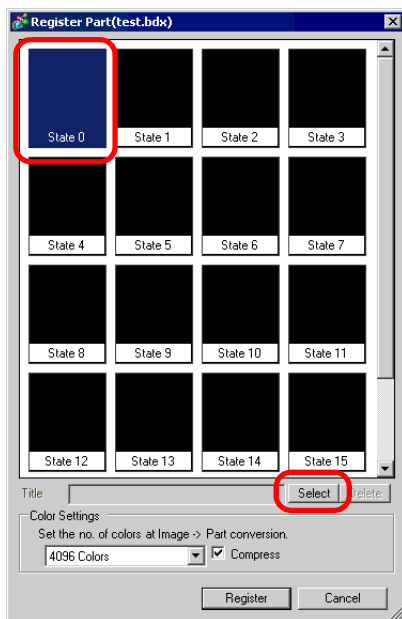 Register Part(test.bdx)
State 0 State 1 State 2 State 3
State 4 State 5 State 6 State 7
State 8 State 9 State 10 State 11
State 12 State 13 State 14 State 15
Title Select Delete
Color Settings
Set the no. of colors at Image -> Part conversion.
4096 Colors Compress
Register Cancel